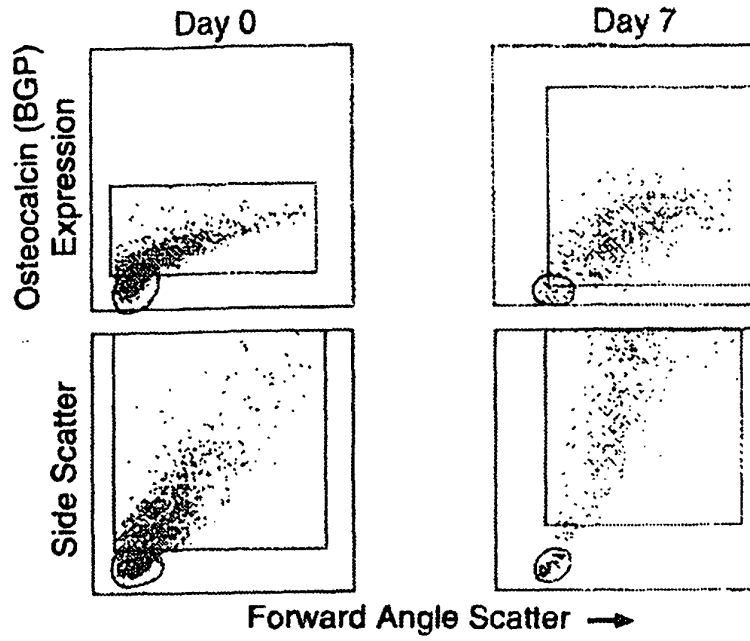 Day 0
Day 7
Osteocalcin (BGP)
Expression
Side Scatter
Forward Angle Scatter →